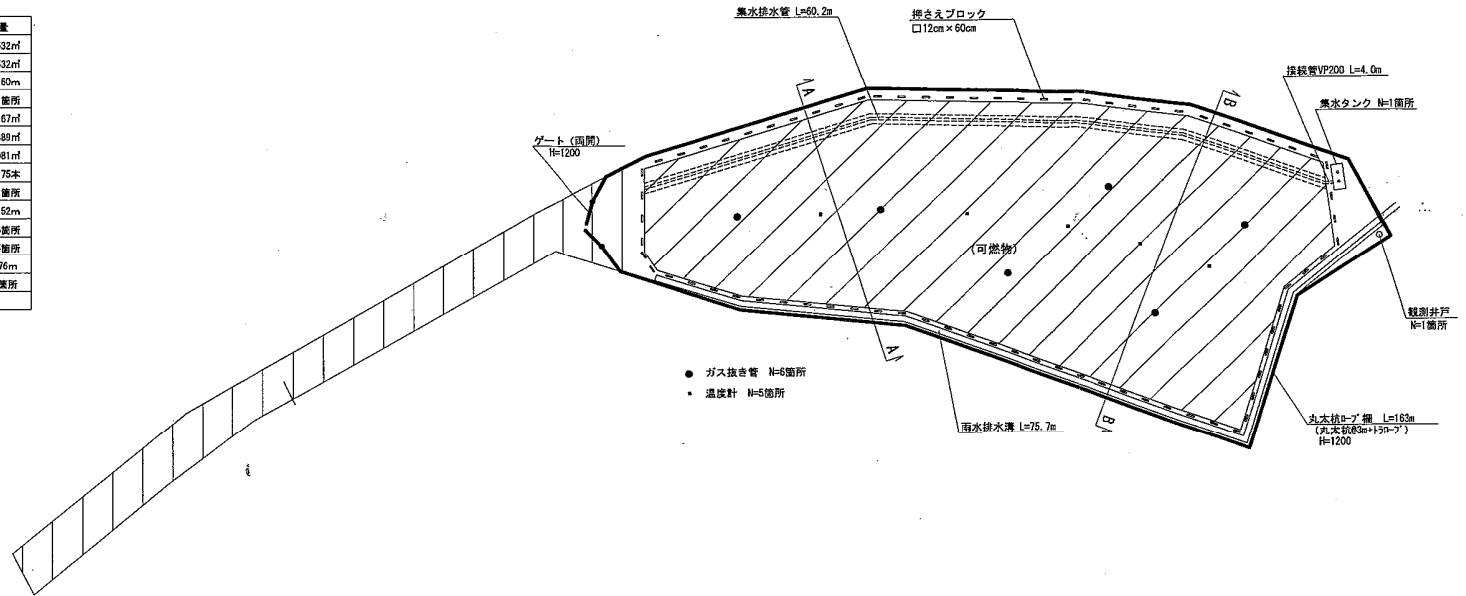 量
532㎡
532㎡
60m
箇所
67㎡
489㎡
981㎡
75本
箇所
52m
箇所
箇所
76m
箇所
集水排水管 L=60.2m
押さえブロック
□12cm×60cm
接続管VP200 L=4.0m
集水タンク N=1箇所
ゲート（両開）
H=1200
A
B
(可燃物)
観測井戸
N=1箇所
A
B
● ガス抜き管 N=6箇所
・ 温度計 N=5箇所
雨水排水溝 L=75.7m
丸太杭ロープ柵 L=163m
(丸太杭@3m+トラロープ)
H=1200